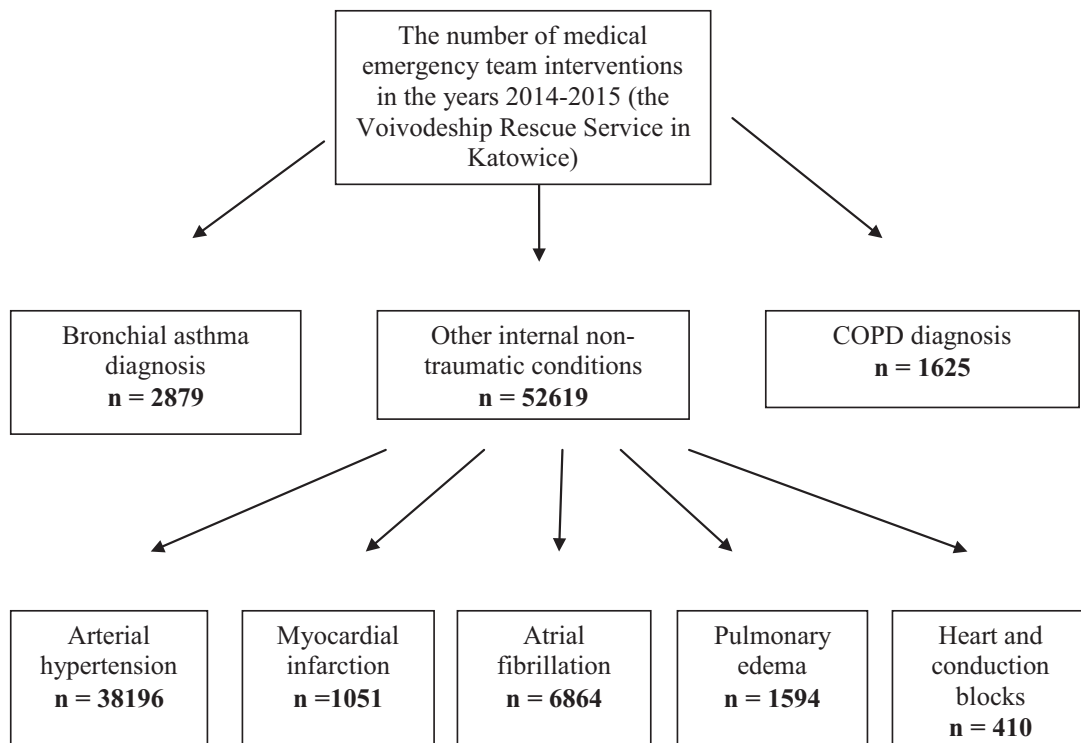 The number of medical
emergency team interventions
in the years 2014-2015 (the
Voivodeship Rescue Service in
Katowice)
Bronchial asthma
diagnosis
n = 2879
Other internal non-
traumatic conditions
n = 52619
COPD diagnosis
n = 1625
Arterial
hypertension
n = 38196
Myocardial
infarction
n =1051
Atrial
fibrillation
n = 6864
Pulmonary
edema
n = 1594
Heart and
conduction
blocks
n = 410